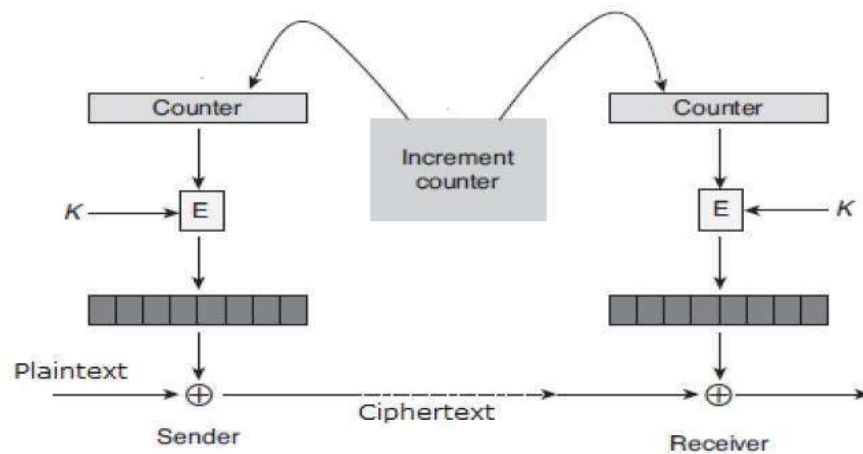 Counter
Counter
Increment
counter
K
E
E
K
Plaintext
Ciphertext
Sender
Receiver